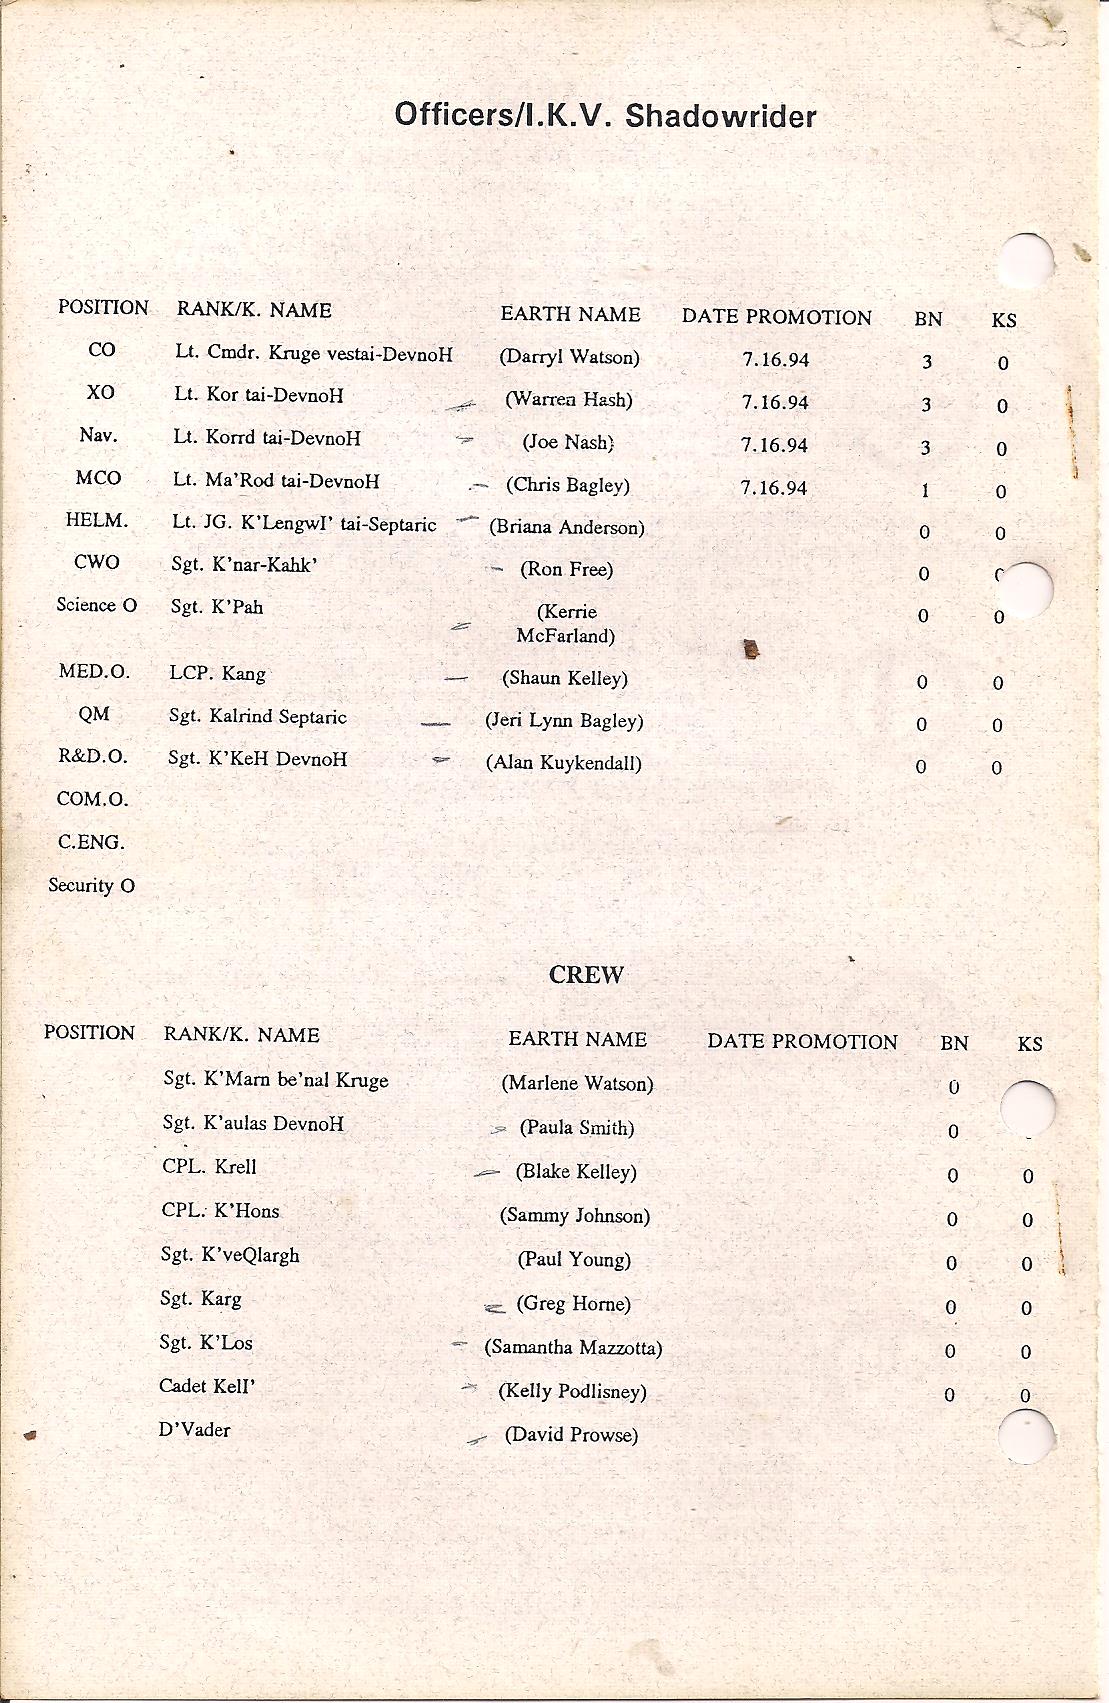 Officers/I.K.V. Shadowrider
POSITION RANK/K. NAME EARTH NAME DATE PROMOTION BN KS
CO Lt. Cmdr. Kruge vestai-DevnoH (Darryl Watson) 7.16.94 3 0
XO Lt. Kor tai-DevnoH (Warren Hash) 7.16.94 3 0
Nav. Lt. Korrd tai-DevnoH (Joe Nash) 7.16.94 3 0
MCO Lt. Ma'Rod tai-DevnoH (Chris Bagley) 7.16.94 1 0
HELM. Lt. JG. K'LengwI' tai-Septaric (Briana Anderson) 0 0
CWO Sgt. K'nar-Kahk' (Ron Free) 0
Science O Sgt. K'Pah (Kerrie 0 0
McFarland)
MED.O. LCP. Kang (Shaun Kelley) 0 0
QM Sgt. Kalrind Septaric (Jeri Lynn Bagley) 0 0
R&D.O. Sgt. K'KeH DevnoH (Alan Kuykendall) 0 0
COM.O.
C.ENG.
Security O
CREW
POSITION RANK/K. NAME EARTH NAME DATE PROMOTION BN KS
Sgt. K'Marn be'nal Kruge (Marlene Watson) 0
Sgt. K'aulas DevnoH (Paula Smith) 0
CPL. Krell (Blake Kelley) 0 0
CPL. K'Hons (Sammy Johnson) 0 0
Sgt. K'veQlargh (Paul Young) 0 0
Sgt. Karg (Greg Horne) 0 0
Sgt. K'Los (Samantha Mazzotta) 0 0
Cadet KelI' (Kelly Podlisney) 0 0
D'Vader (David Prowse)